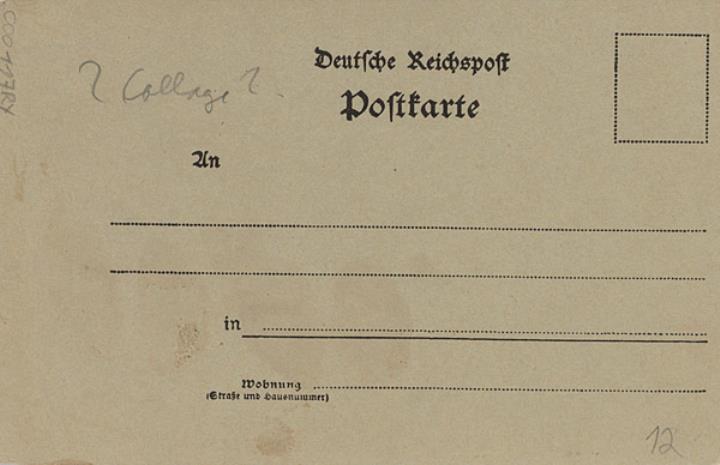 Deutsche Reichspost
? Collage ?
Postkarte
An
in
Wohnung
(Straße und Hausnummer)
12